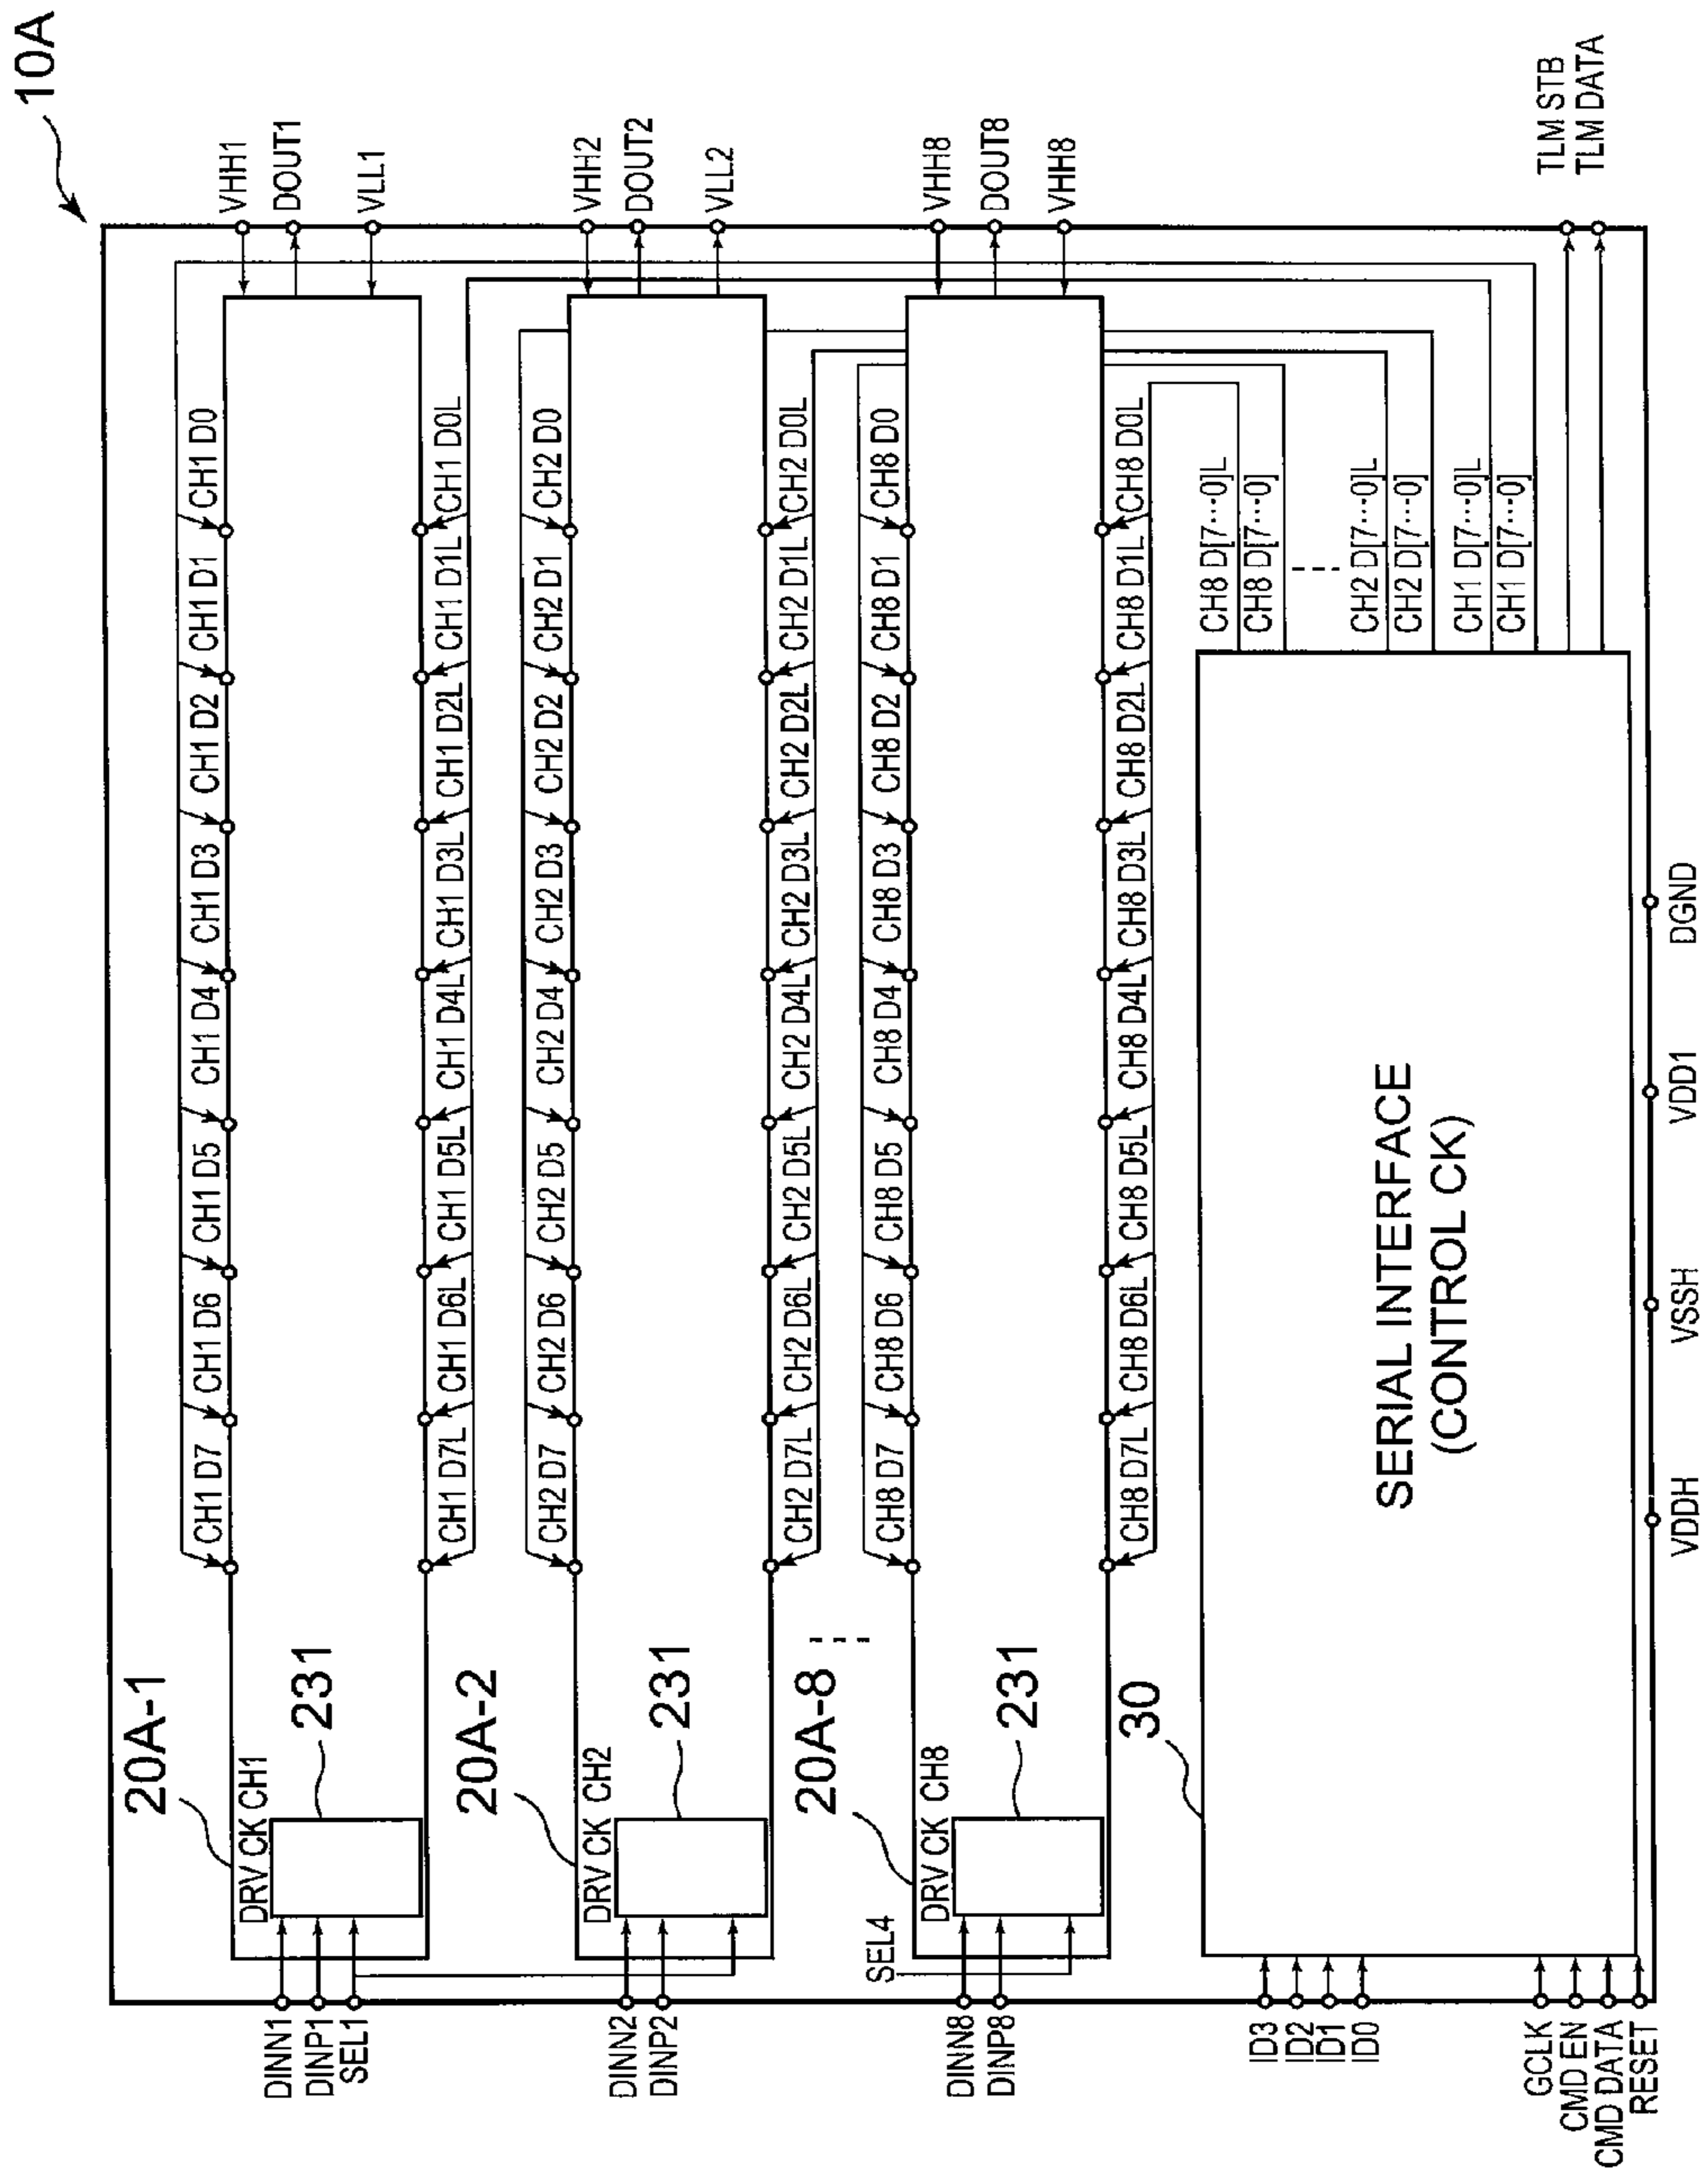 10A
VHH1
DOUT1
VLL1
VHH2
DOUT2
VLL2
VHH8
DOUT8
VHH8
TLM STB
TLM DATA
20A-1
DRV CK CH1
231
CH1 D7
CH1 D6
CH1 D5
CH1 D4
CH1 D3
CH1 D2
CH1 D1
CH1 D0
CH1 D7L
CH1 D6L
CH1 D5L
CH1 D4L
CH1 D3L
CH1 D2L
CH1 D1L
CH1 D0L
DINN1
DINP1
SEL1
20A-2
DRV CK CH2
231
CH2 D7
CH2 D6
CH2 D5
CH2 D4
CH2 D3
CH2 D2
CH2 D1
CH2 D0
CH2 D7L
CH2 D6L
CH2 D5L
CH2 D4L
CH2 D3L
CH2 D2L
CH2 D1L
CH2 D0L
DINN2
DINP2
20A-8
SEL4
DRV CK CH8
231
CH8 D7
CH8 D6
CH8 D5
CH8 D4
CH8 D3
CH8 D2
CH8 D1
CH8 D0
CH8 D7L
CH8 D6L
CH8 D5L
CH8 D4L
CH8 D3L
CH8 D2L
CH8 D1L
CH8 D0L
DINN8
DINP8
30
SERIAL INTERFACE
(CONTROL CK)
CH8 D[7···0]L
CH8 D[7···0]
CH2 D[7···0]L
CH2 D[7···0]
CH1 D[7···0]L
CH1 D[7···0]
ID3
ID2
ID1
ID0
GCLK
CMD EN
CMD DATA
RESET
VDDH
VSSH
VDD1
DGND